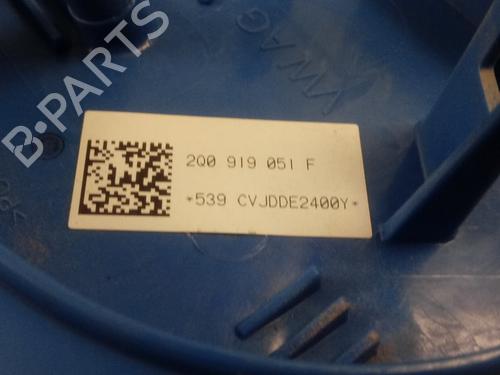 B-PARTS
VWAG
2Q0 919 051 F
*539 CVJDDE2400Y*